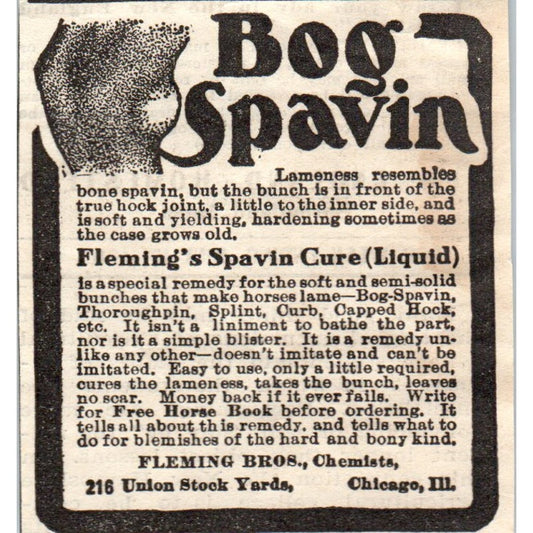 Bog
Spavin
Lameness resembles
bone spavin, but the bunch is in front of the
true hock joint, a little to the inner side, and
is soft and yielding, hardening sometimes as
the case grows old.
Fleming's Spavin Cure (Liquid)
is a special remedy for the soft and semi-solid
bunches that make horses lame—Bog-Spavin,
Thoroughpin, Splint, Curb, Capped Hock,
etc. It isn't a liniment to bathe the part,
nor is it a simple blister. It is a remedy un-
like any other—doesn't imitate and can't be
imitated. Easy to use, only a little required,
cures the lameness, takes the bunch, leaves
no scar. Money back if it ever fails. Write
for Free Horse Book before ordering. It
tells all about this remedy, and tells what to
do for blemishes of the hard and bony kind.
FLEMING BROS., Chemists,
216 Union Stock Yards, Chicago, Ill.